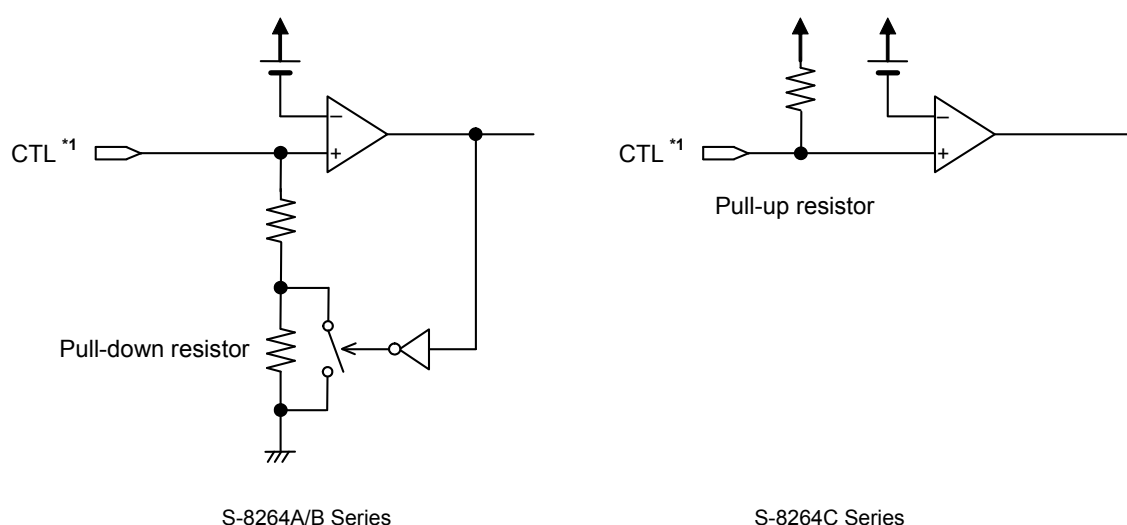 CTL *1
−
+
Pull-down resistor
S-8264A/B Series
CTL *1
−
+
Pull-up resistor
S-8264C Series